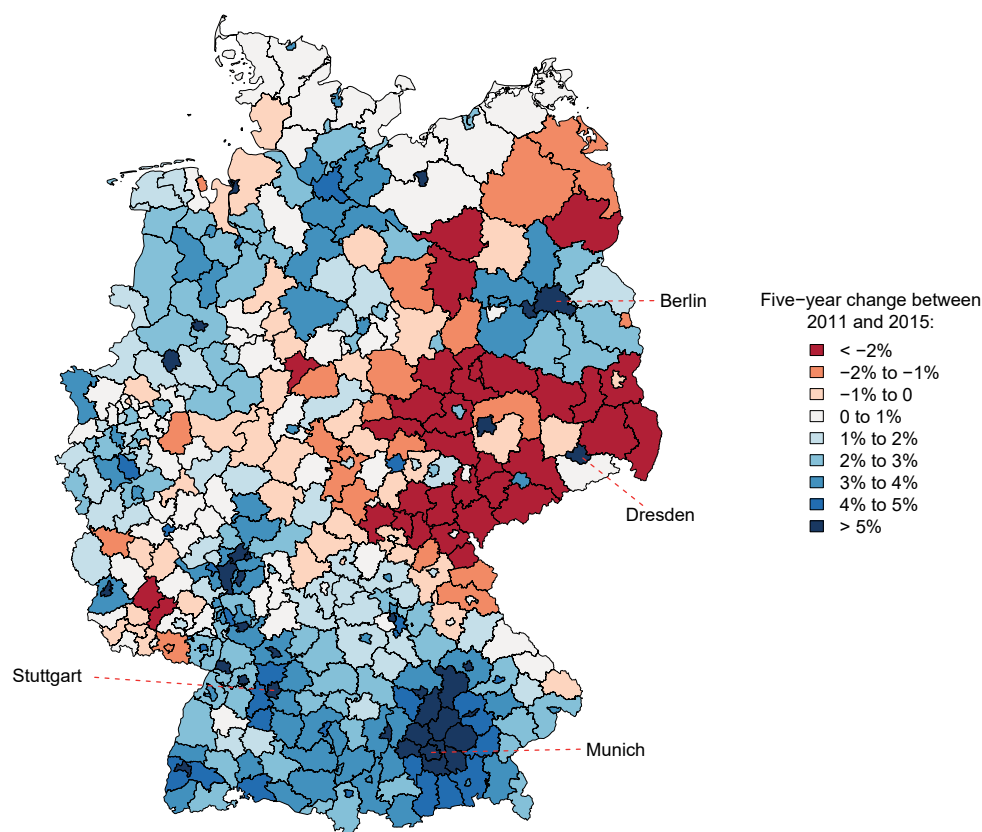 Berlin
Five−year change between
2011 and 2015:
< −2%
−2% to −1%
−1% to 0
0 to 1%
1% to 2%
2% to 3%
3% to 4%
4% to 5%
> 5%
Dresden
Stuttgart
Munich